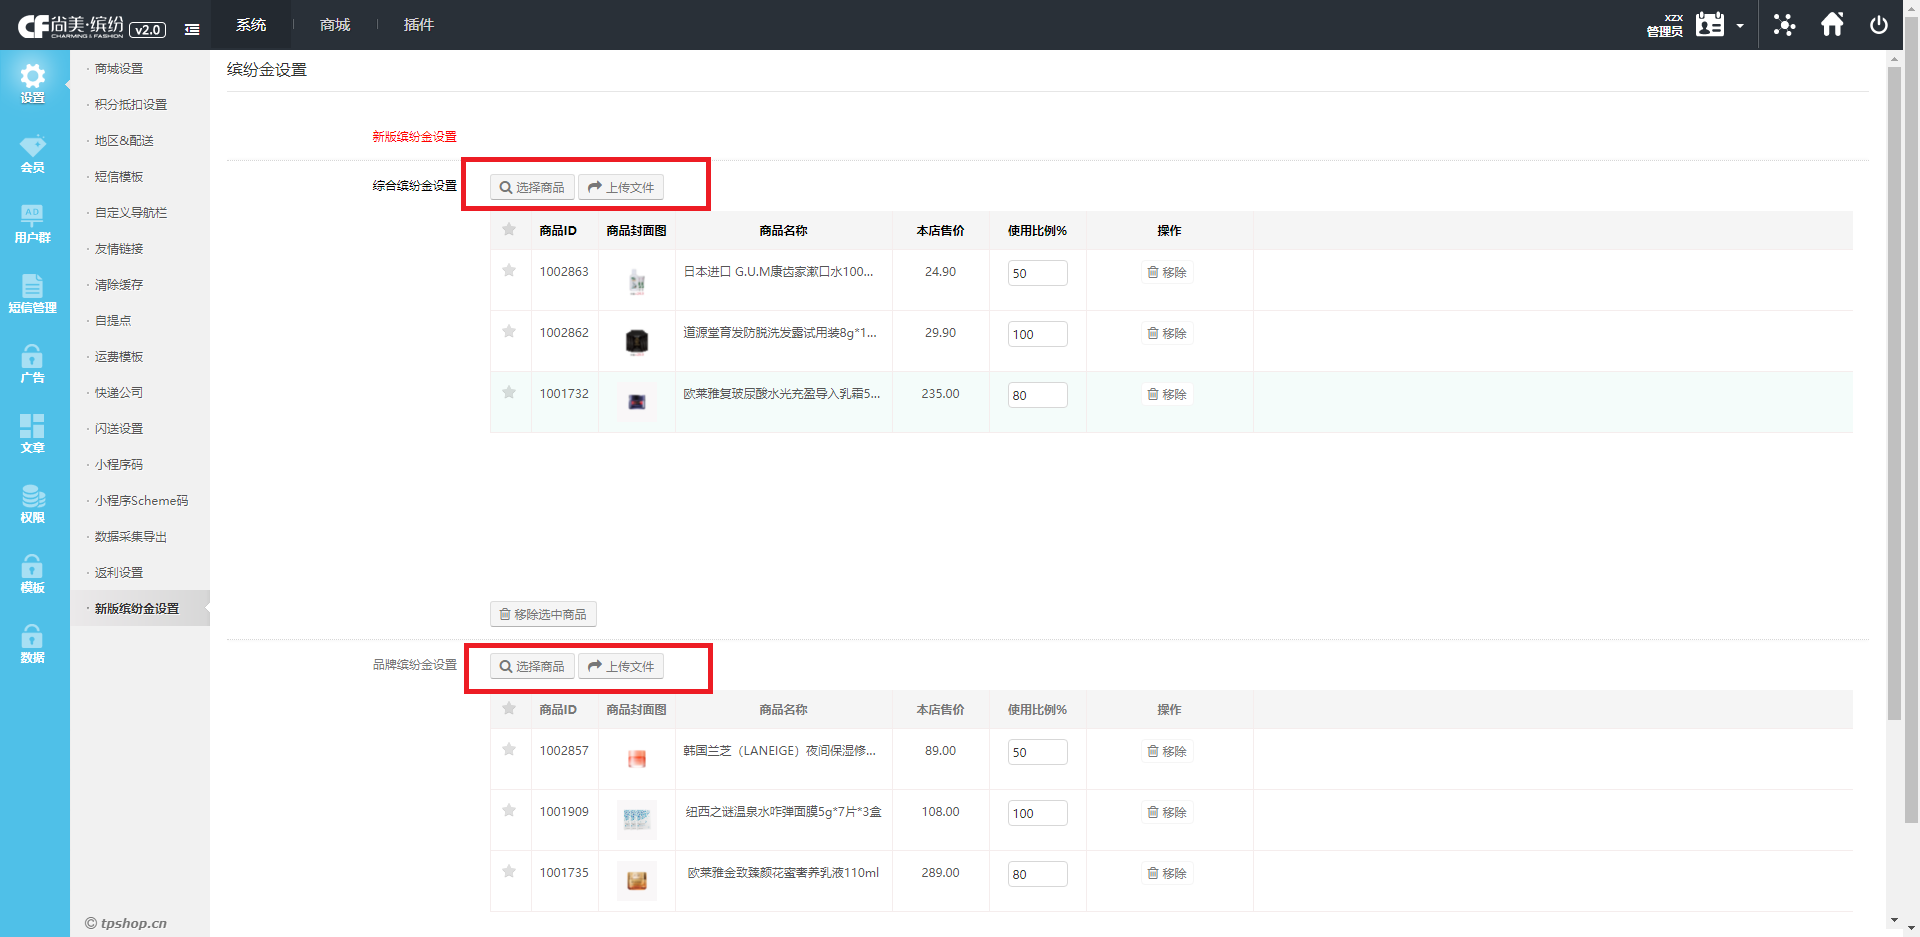 CF 尚美·缤纷 v2.0
CHARMING & FASHION
系统 商城 插件
xzx
管理员
设置
会员
AD
用户群
短信管理
广告
文章
权限
模板
数据
· 商城设置
· 积分抵扣设置
· 地区&配送
· 短信模板
· 自定义导航栏
· 友情链接
· 清除缓存
· 自提点
· 运费模板
· 快递公司
· 闪送设置
· 小程序码
· 小程序Scheme码
· 数据采集导出
· 返利设置
· 新版缤纷金设置
© tpshop.cn
缤纷金设置
新版缤纷金设置
综合缤纷金设置 选择商品 上传文件
商品ID 商品封面图 商品名称 本店售价 使用比例% 操作
1002863 日本进口 G.U.M康齿家漱口水100... 24.90 50 移除
1002862 道源堂育发防脱洗发露试用装8g*1... 29.90 100 移除
1001732 欧莱雅复玻尿酸水光充盈导入乳霜5... 235.00 80 移除
移除选中商品
品牌缤纷金设置 选择商品 上传文件
商品ID 商品封面图 商品名称 本店售价 使用比例% 操作
1002857 韩国兰芝（LANEIGE）夜间保湿修... 89.00 50 移除
1001909 纽西之谜温泉水咋弹面膜5g*7片*3盒 108.00 100 移除
1001735 欧莱雅金致臻颜花蜜奢养乳液110ml 289.00 80 移除